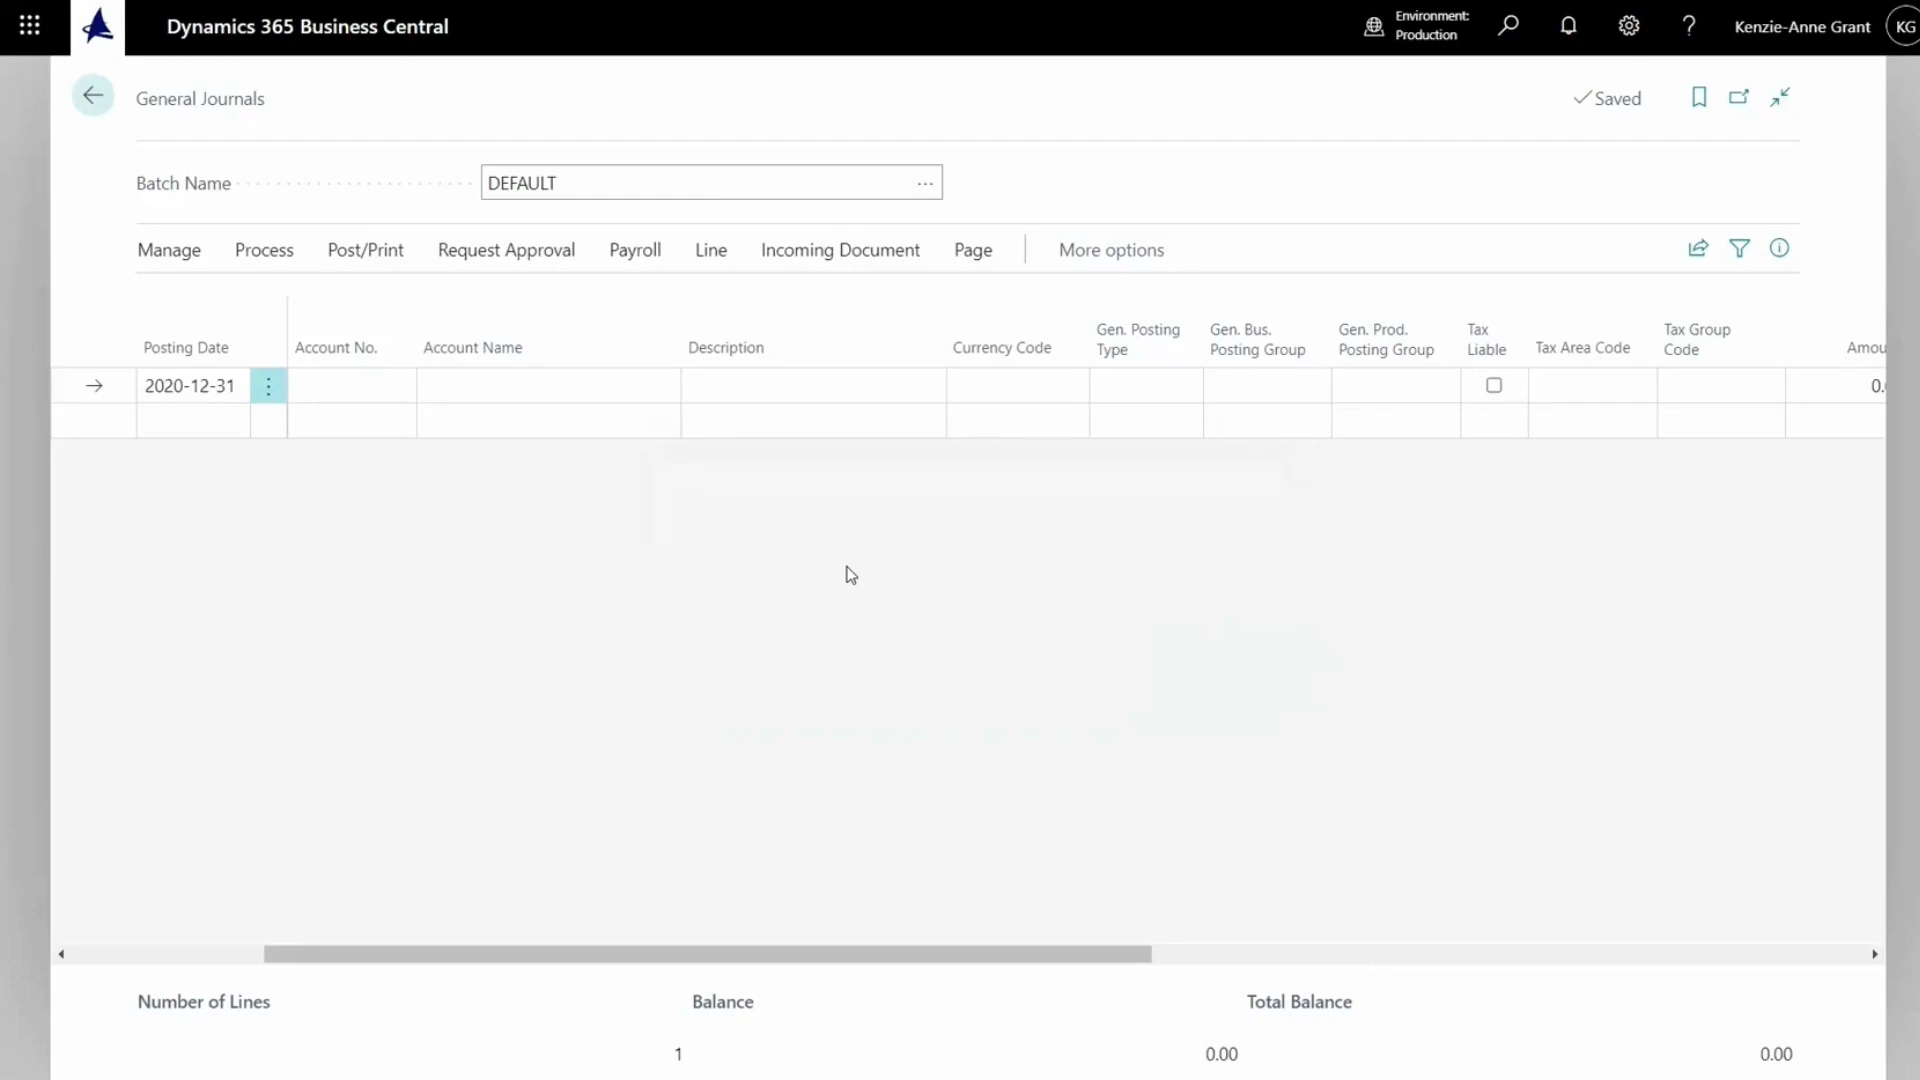 Dynamics 365 Business Central
Environment:
Production
?
Kenzie-Anne Grant
KG
General Journals
Saved
Batch Name
DEFAULT
...
Manage
Process
Post/Print
Request Approval
Payroll
Line
Incoming Document
Page
More options
Posting Date
Account No.
Account Name
Description
Currency Code
Gen. Posting
Type
Gen. Bus.
Posting Group
Gen. Prod.
Posting Group
Tax
Liable
Tax Area Code
Tax Group
Code
Amou
2020-12-31
0.
Number of Lines
Balance
Total Balance
1
0.00
0.00